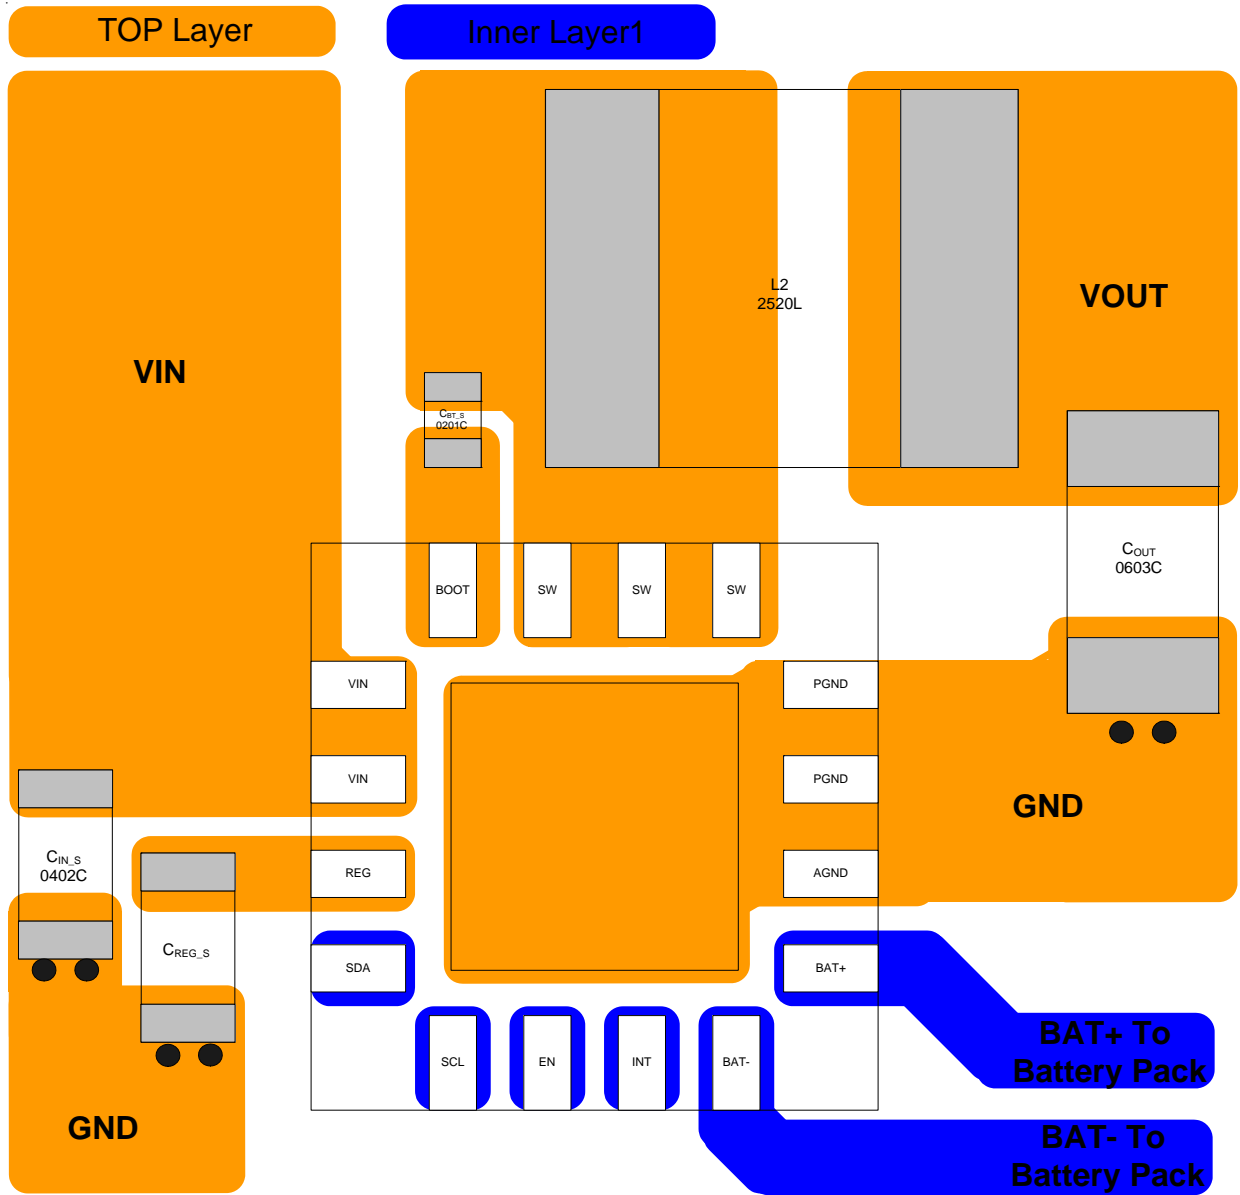 TOP Layer
Inner Layer1
VIN
L2
2520L
VOUT
CBT_S
0201C
COUT
0603C
BOOT
SW
SW
SW
VIN
PGND
VIN
PGND
GND
CIN_S
0402C
REG
AGND
CREG_S
SDA
BAT+
SCL
EN
INT
BAT-
BAT+ To
Battery Pack
GND
BAT- To
Battery Pack